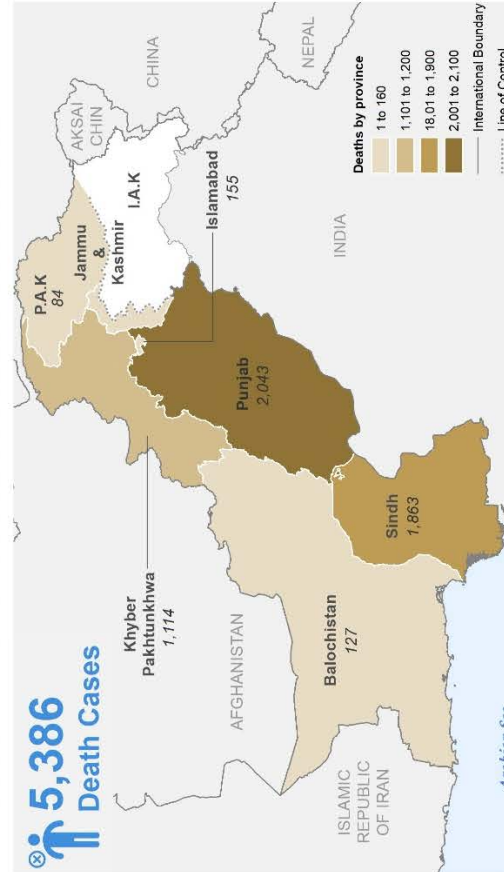 5,386
Death Cases
CHINA
AKSAI
CHIN
NEPAL
P.A.K
84
Jammu
&
Kashmir
I.A.K
Islamabad
155
Khyber
Pakhtunkhwa
1,114
AFGHANISTAN
Punjab
2,043
INDIA
Balochistan
127
Sindh
1,863
ISLAMIC
REPUBLIC
OF IRAN
Deaths by province
1 to 160
1,101 to 1,200
18,01 to 1,900
2,001 to 2,100
International Boundary
Line of Control